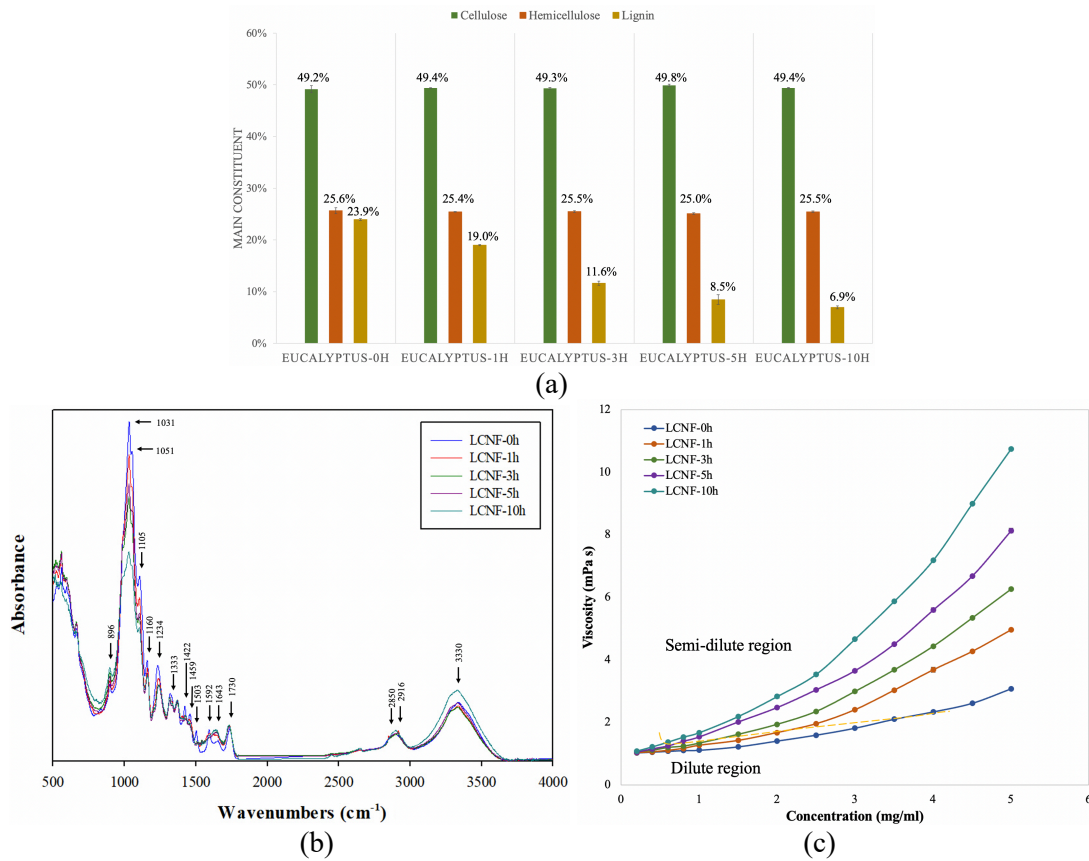 Cellulose Hemicellulose Lignin
MAIN CONSTITUENT
60%
50%
40%
30%
20%
10%
0%
49.2% 49.4% 49.3% 49.8% 49.4%
25.6% 25.4% 25.5% 25.0% 25.5%
23.9% 19.0% 11.6% 8.5% 6.9%
EUCALYPTUS-0H EUCALYPTUS-1H EUCALYPTUS-3H EUCALYPTUS-5H EUCALYPTUS-10H
(a)
Absorbance
1031
1051
1105
896
1160
1234
1333
1422
1459
1503
1592
1643
1730
2850
2916
3330
LCNF-0h
LCNF-1h
LCNF-3h
LCNF-5h
LCNF-10h
500 1000 1500 2000 2500 3000 3500 4000
Wavenumbers (cm-1)
(b)
Viscosity (mPa s)
12
10
8
6
4
2
0
LCNF-0h
LCNF-1h
LCNF-3h
LCNF-5h
LCNF-10h
Semi-dilute region
Dilute region
0 1 2 3 4 5 6
Concentration (mg/ml)
(c)